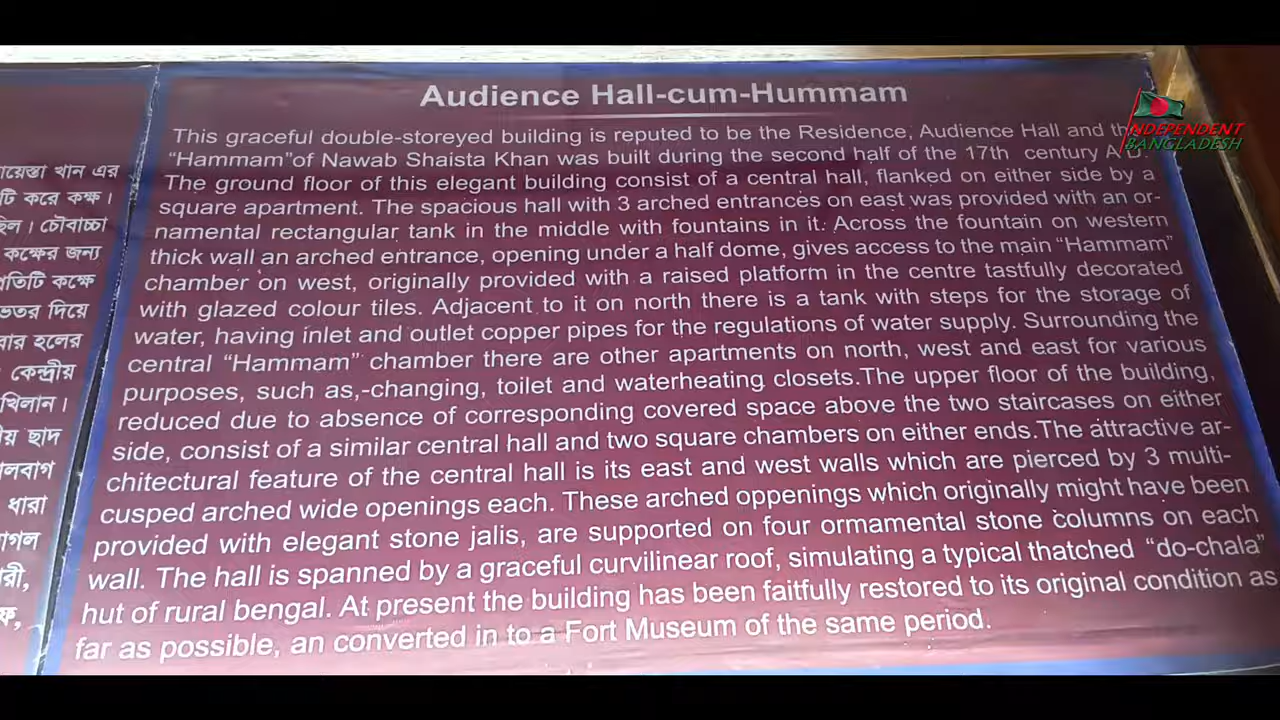 Audience Hall-cum-Hummam
This graceful double-storeyed building is reputed to be the Residence, Audience Hall and the
“Hammam”of Nawab Shaista Khan was built during the second half of the 17th century A.D.
The ground floor of this elegant building consist of a central hall, flanked on either side by a
square apartment. The spacious hall with 3 arched entrances on east was provided with an or-
namental rectangular tank in the middle with fountains in it. Across the fountain on western
thick wall an arched entrance, opening under a half dome, gives access to the main “Hammam”
chamber on west, originally provided with a raised platform in the centre tastfully decorated
with glazed colour tiles. Adjacent to it on north there is a tank with steps for the storage of
water, having inlet and outlet copper pipes for the regulations of water supply. Surrounding the
central “Hammam” chamber there are other apartments on north, west and east for various
purposes, such as,-changing, toilet and waterheating closets.The upper floor of the building,
reduced due to absence of corresponding covered space above the two staircases on either
side, consist of a similar central hall and two square chambers on either ends.The attractive ar-
chitectural feature of the central hall is its east and west walls which are pierced by 3 multi-
cusped arched wide openings each. These arched oppenings which originally might have been
provided with elegant stone jalis, are supported on four ormamental stone columns on each
wall. The hall is spanned by a graceful curvilinear roof, simulating a typical thatched “do-chala”
hut of rural bengal. At present the building has been faitfully restored to its original condition as
far as possible, an converted in to a Fort Museum of the same period.
য়েস্তা খান এর
টি করে কক্ষ।
ছিল। চৌবাচ্চা
কক্ষের জন্য
প্রতিটি কক্ষে
ভতর দিয়ে
বার হলের
কেন্দ্রীয়
খিলান।
য় ছাদ
ালবাগ
ধারা
াগল
ারী,
INDEPENDENT
BANGLADESH